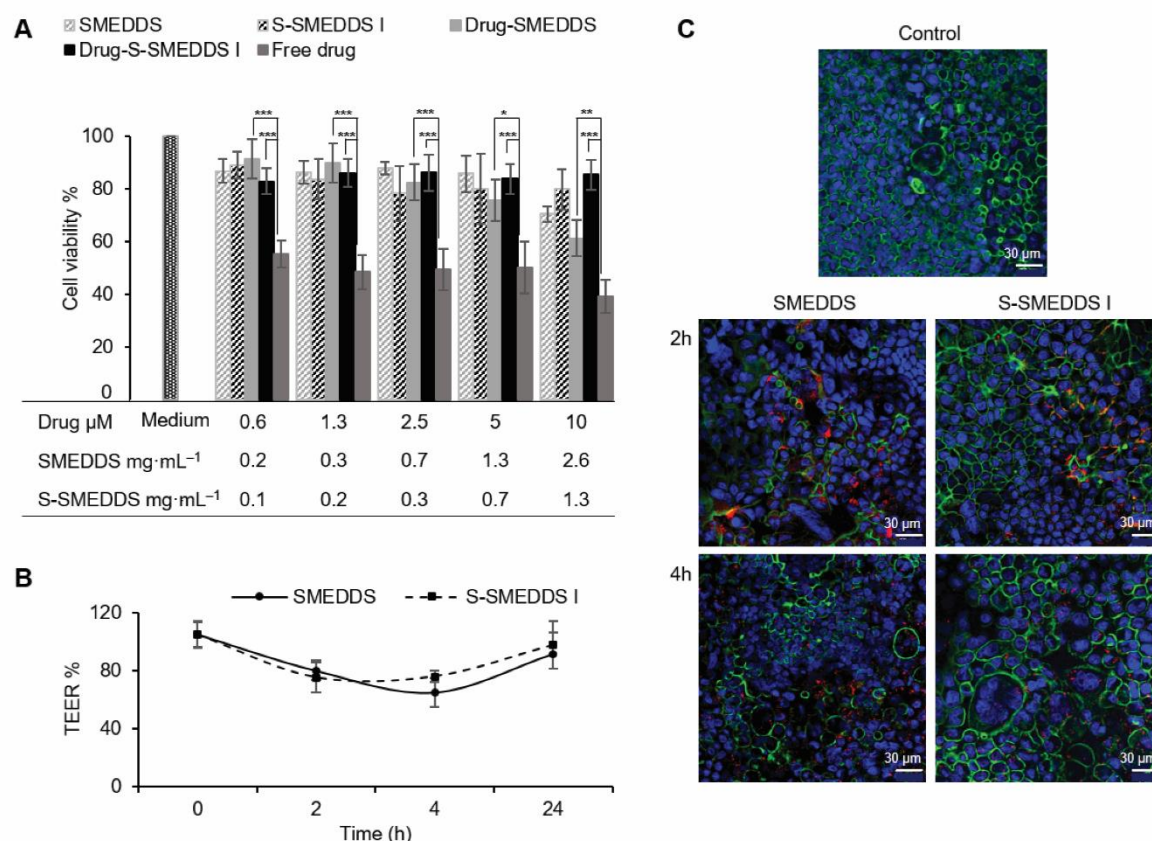 A
SMEDDS S-SMEDDS I Drug-SMEDDS
Drug-S-SMEDDS I Free drug
*** *** *** * **
*** *** *** *** ***
100
80
60
40
20
0
Cell viability %
Drug µM Medium 0.6 1.3 2.5 5 10
SMEDDS mg·mL⁻¹ 0.2 0.3 0.7 1.3 2.6
S-SMEDDS mg·mL⁻¹ 0.1 0.2 0.3 0.7 1.3
B
SMEDDS S-SMEDDS I
120
80
40
0
TEER %
0 2 4 24
Time (h)
C
Control
30 µm
SMEDDS S-SMEDDS I
2h
30 µm 30 µm
4h
30 µm 30 µm